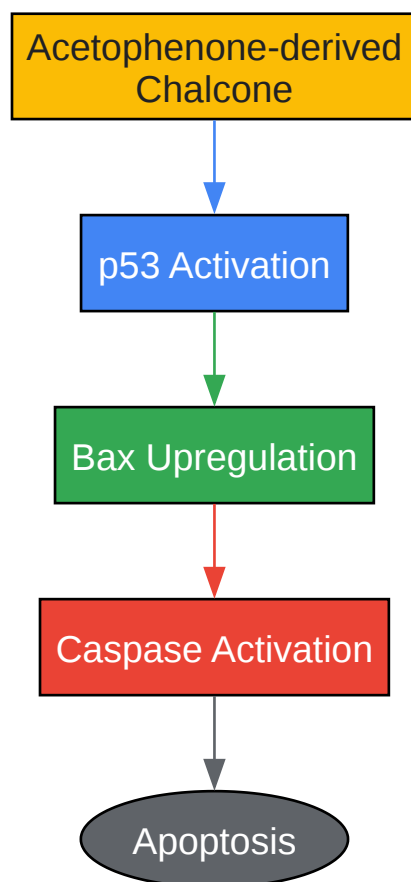 Acetophenone-derived
Chalcone
p53 Activation
Bax Upregulation
Caspase Activation
Apoptosis